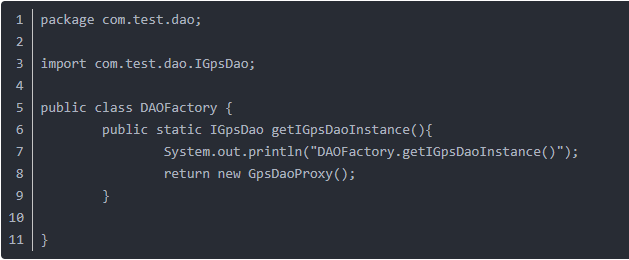 1 package com.test.dao;
2
3 import com.test.dao.IGpsDao;
4
5 public class DAOFactory {
6         public static IGpsDao getIGpsDaoInstance(){
7                 System.out.println("DAOFactory.getIGpsDaoInstance()");
8                 return new GpsDaoProxy();
9         }
10
11 }